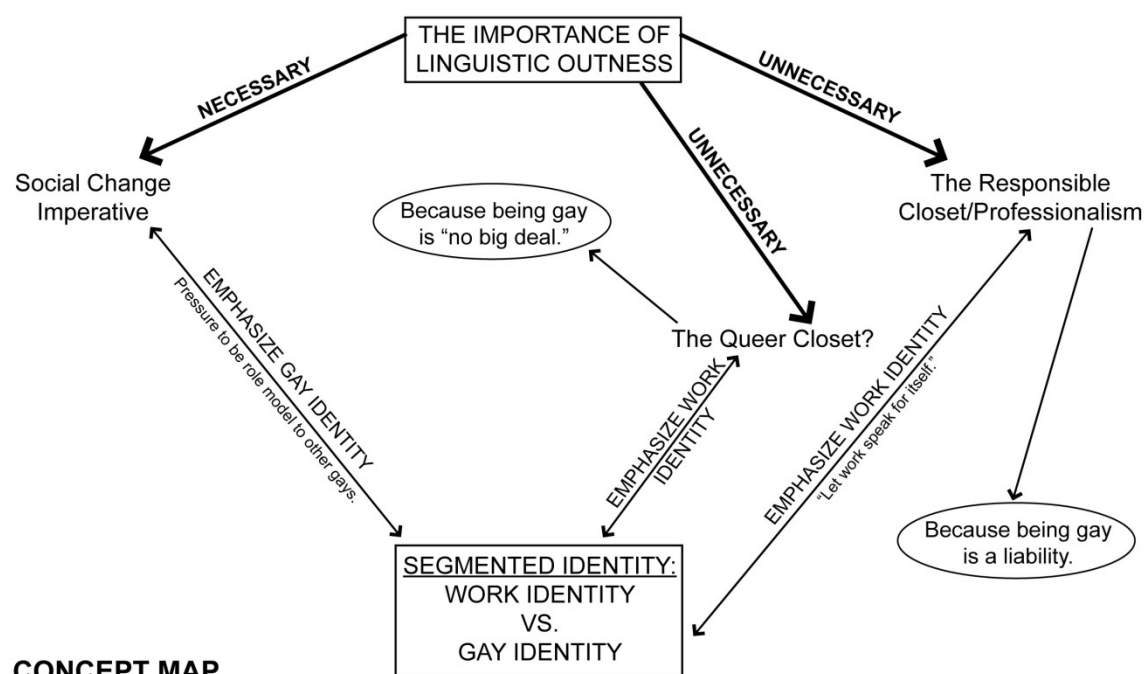 THE IMPORTANCE OF
LINGUISTIC OUTNESS
NECESSARY
UNNECESSARY
UNNECESSARY
Social Change
Imperative
The Responsible
Closet/Professionalism
Because being gay
is “no big deal.”
The Queer Closet?
EMPHASIZE GAY IDENTITY
Pressure to be role model to other gays.
EMPHASIZE WORK
IDENTITY
EMPHASIZE WORK IDENTITY
“Let work speak for itself.”
Because being gay
is a liability.
SEGMENTED IDENTITY:
WORK IDENTITY
VS.
GAY IDENTITY
CONCEPT MAP